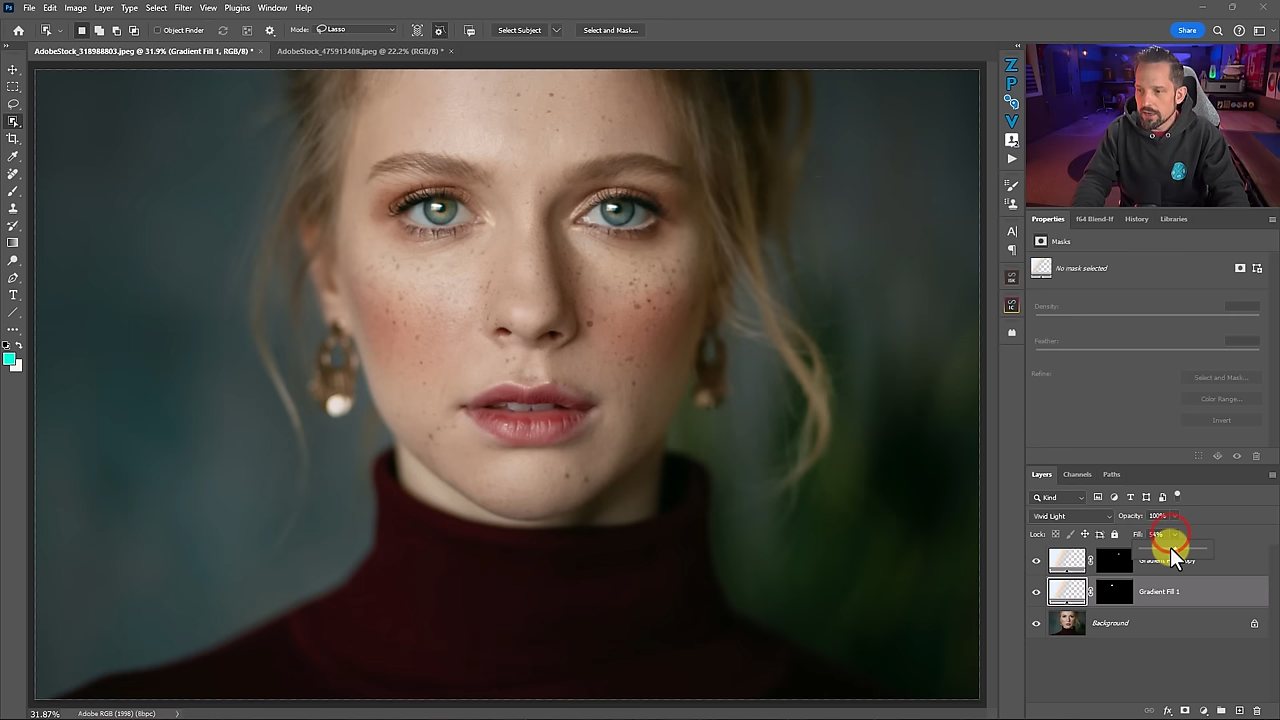 Ps File Edit Image Layer Type Select Filter View Plugins Window Help
Object Finder Mode: Lasso Select Subject Select and Mask... Share
AdobeStock_318988803.jpeg @ 31.9% (Gradient Fill 1, RGB/8) * × AdobeStock_475913408.jpeg @ 22.2% (RGB/8) * ×
Properties f64 Blend-If History Libraries
Masks
No mask selected
Density:
Feather:
Refine:
Select and Mask...
Color Range...
Invert
Layers Channels Paths
Kind
Vivid Light Opacity: 100%
Lock: Fill: 54%
Gradient Fill 1
Background
31.87% Adobe RGB (1998) (8bpc)